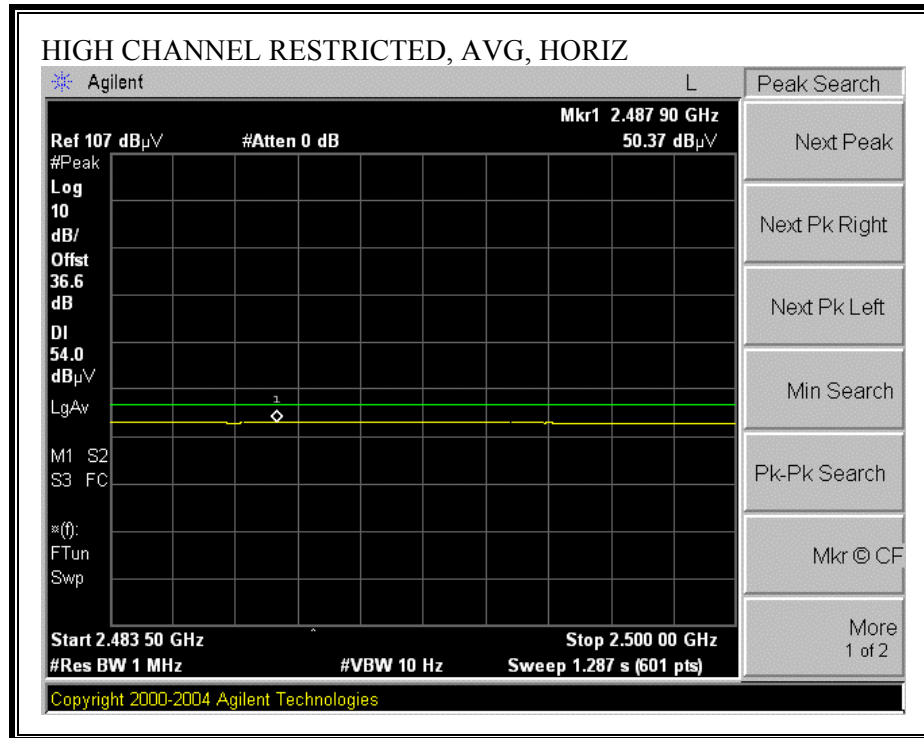 HIGH CHANNEL RESTRICTED, AVG, HORIZ
Agilent L Peak Search
Mkr1 2.487 90 GHz
Ref 107 dBµV #Atten 0 dB 50.37 dBµV
#Peak
Log
10
dB/
Offst
36.6
dB
DI
54.0
dBµV
LgAv
1
M1 S2
S3 FC
¤(f):
FTun
Swp
Start 2.483 50 GHz Stop 2.500 00 GHz
#Res BW 1 MHz #VBW 10 Hz Sweep 1.287 s (601 pts)
Copyright 2000-2004 Agilent Technologies
Next Peak
Next Pk Right
Next Pk Left
Min Search
Pk-Pk Search
Mkr © CF
More
1 of 2